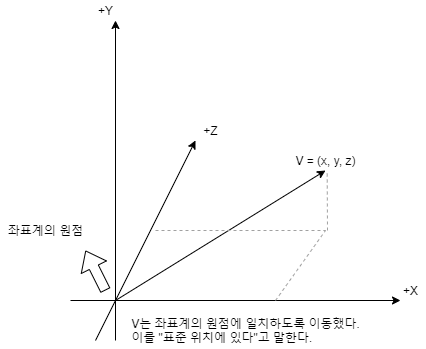 +Y
+Z
V = (x, y, z)
좌표계의 원점
+X
V는 좌표계의 원점에 일치하도록 이동했다.
이를 "표준 위치에 있다"고 말한다.